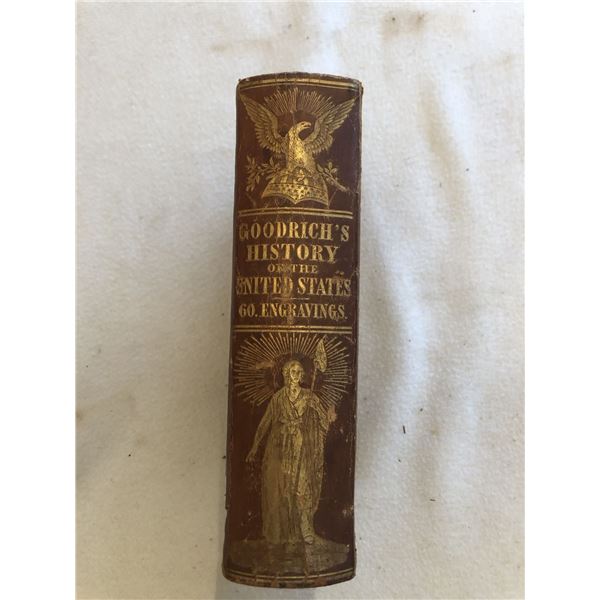 GOODRICH'S
HISTORY
OF THE
UNITED STATES
60. ENGRAVINGS.